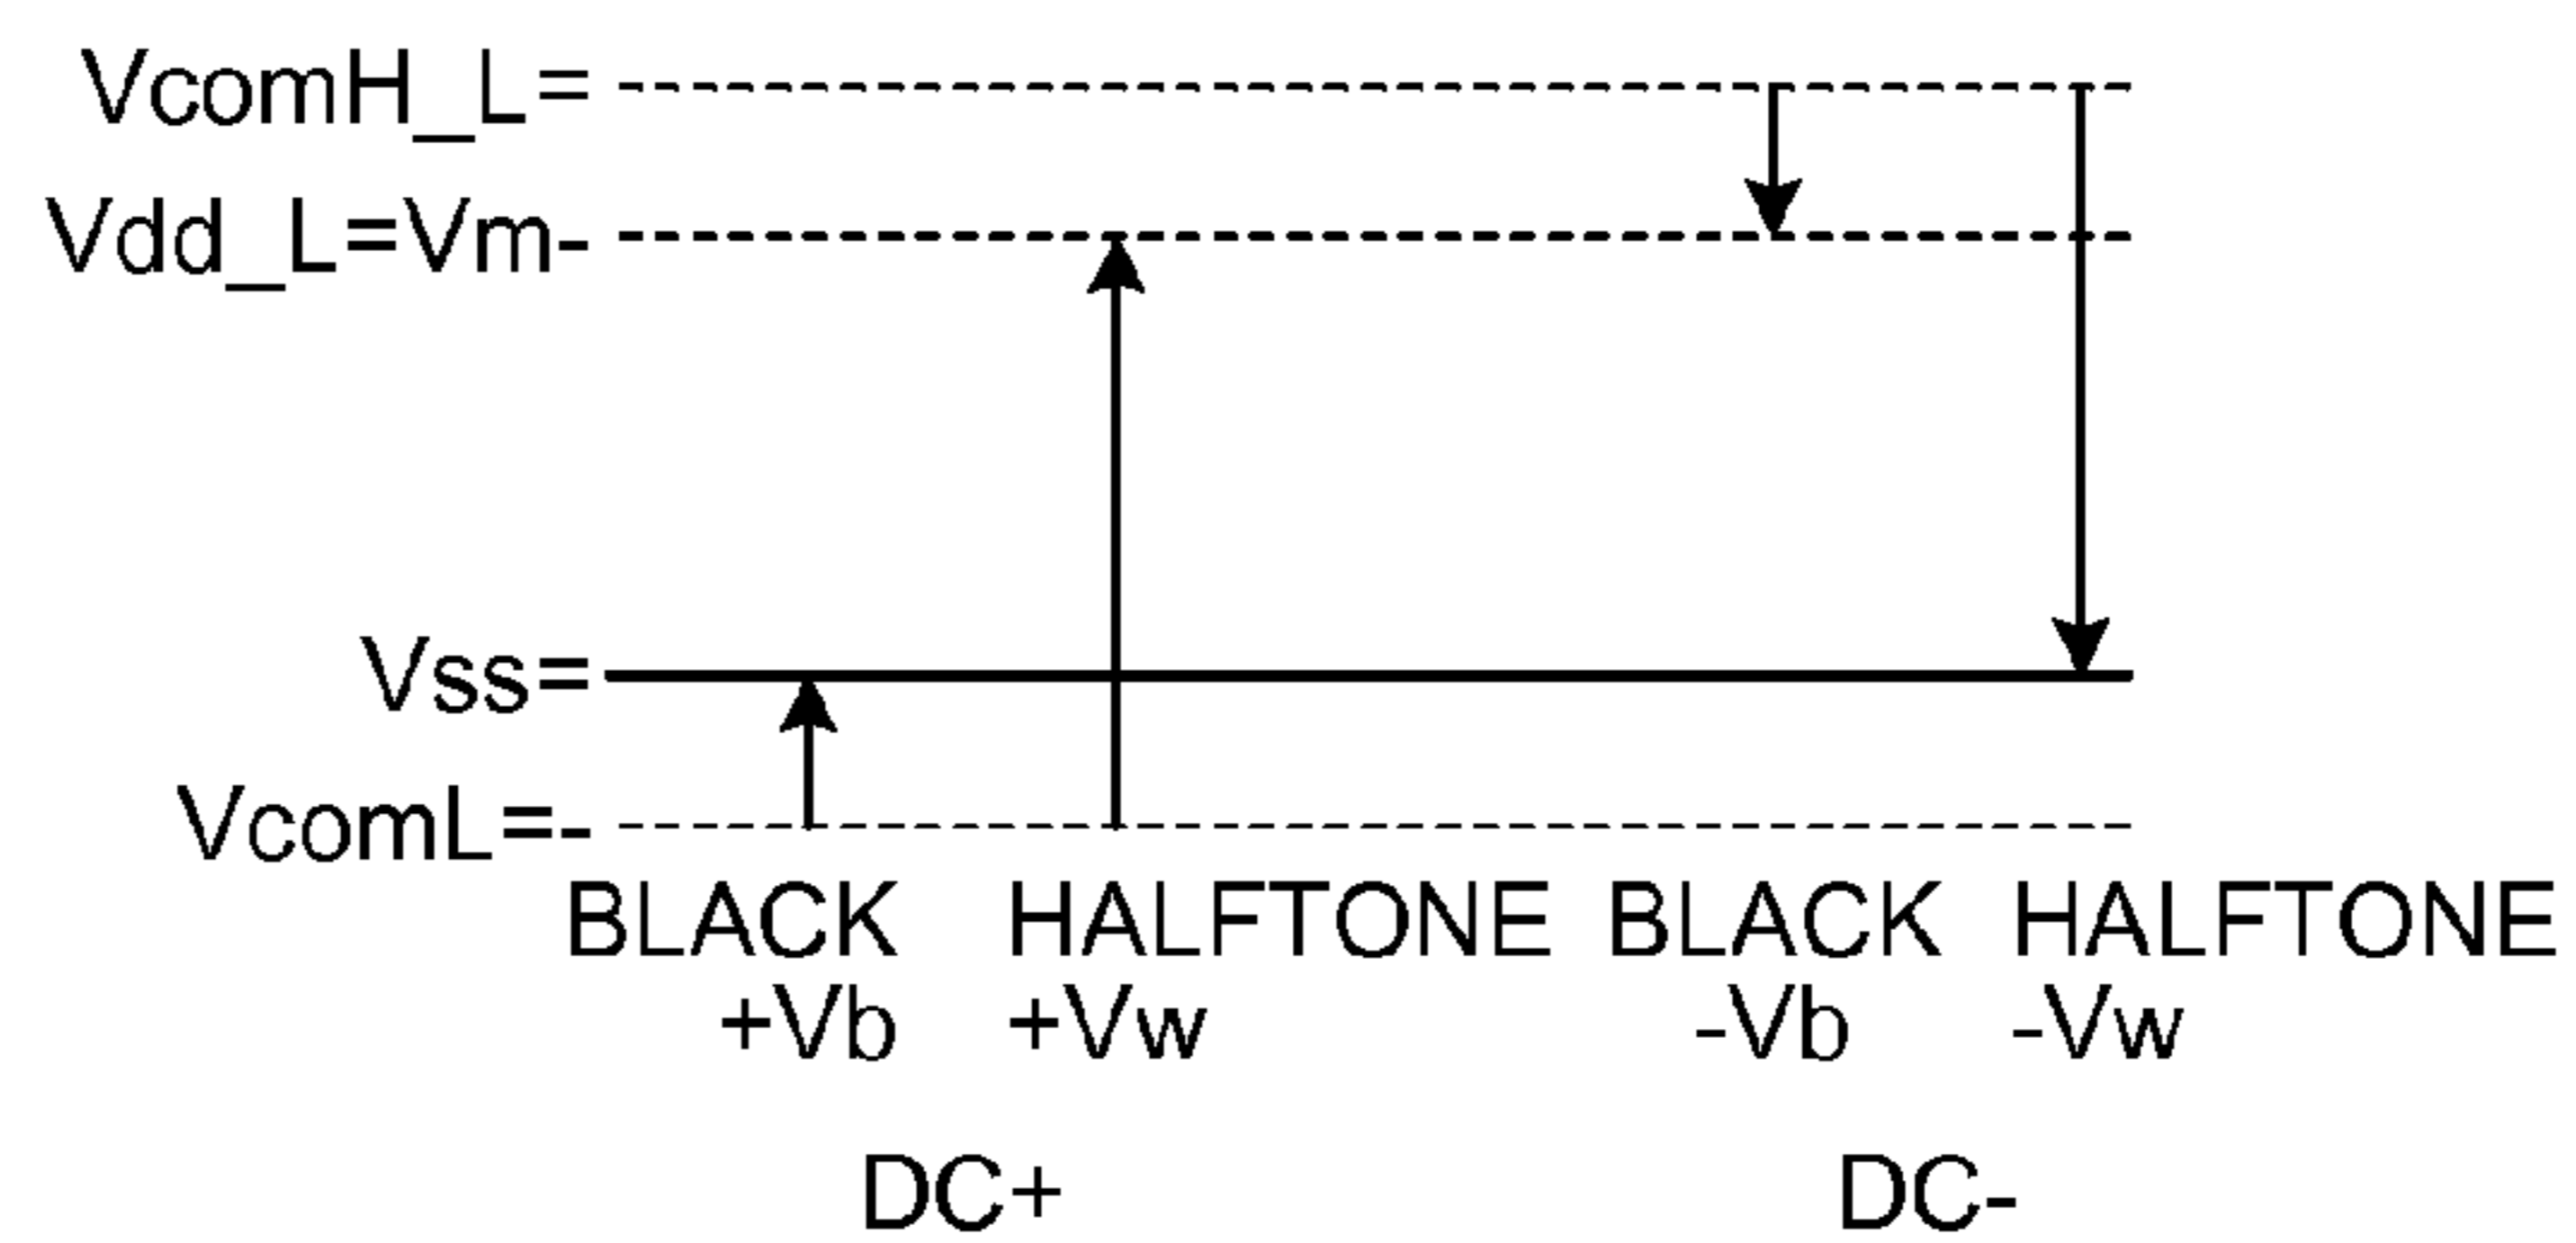 VcomH_L=
Vdd_L=Vm-
Vss=
VcomL=-
BLACK HALFTONE BLACK HALFTONE
+Vb +Vw -Vb -Vw
DC+ DC-